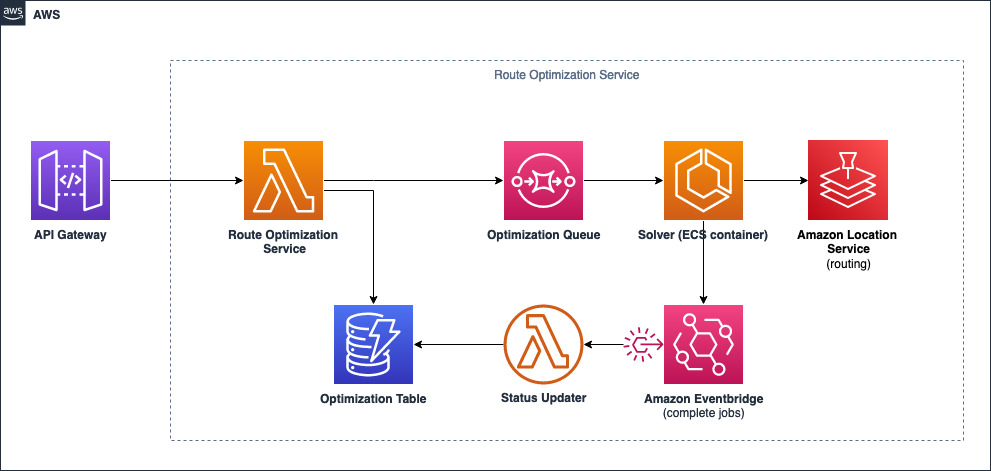 aws
AWS
Route Optimization Service
</>
API Gateway
Route Optimization
Service
Optimization Queue
Solver (ECS container)
Amazon Location
Service
(routing)
Optimization Table
Status Updater
Amazon Eventbridge
(complete jobs)